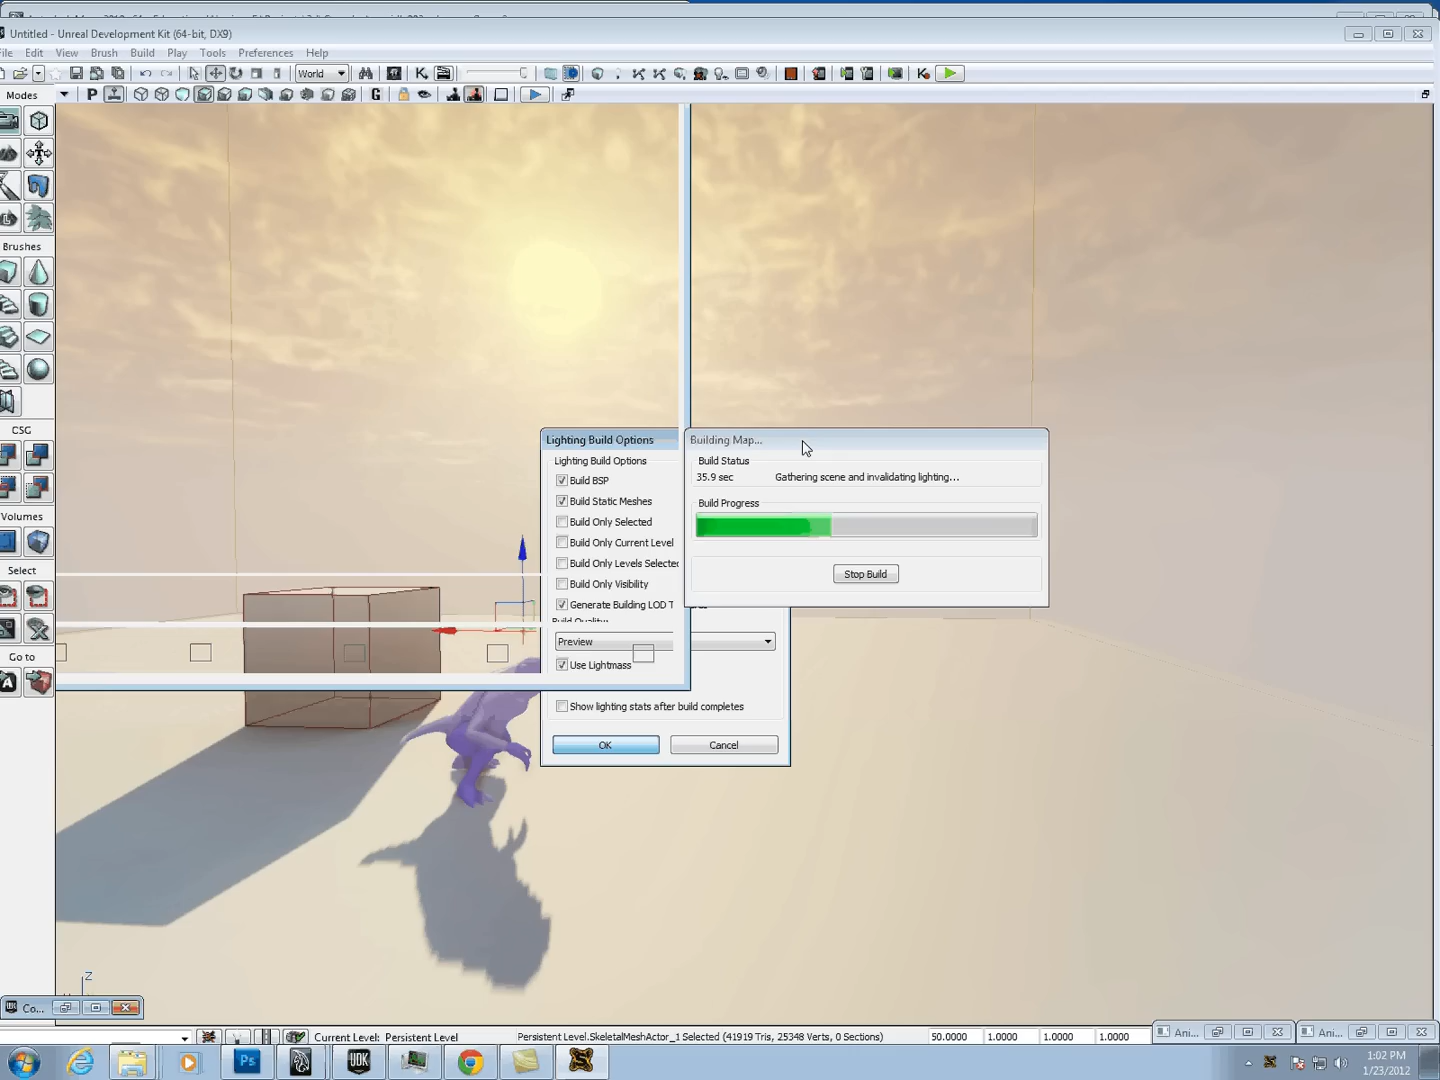 Untitled - Unreal Development Kit (64-bit, DX9)
File Edit View Brush Build Play Tools Preferences Help
World
Modes
P
G
Brushes
CSG
Volumes
Select
Go to
Lighting Build Options
Lighting Build Options
Build BSP
Build Static Meshes
Build Only Selected
Build Only Current Level
Build Only Levels Selected
Build Only Visibility
Generate Building LOD T
Build Quality:
Preview
Use Lightmass
Show lighting stats after build completes
OK Cancel
Building Map...
Build Status
35.9 sec Gathering scene and invalidating lighting...
Build Progress
Stop Build
Z
Co...
Current Level: Persistent Level Persistent Level.SkeletalMeshActor_1 Selected (41919 Tris, 25348 Verts, 0 Sections) 50.0000 1.0000 1.0000 1.0000
Ani... Ani...
Ps UDK
1:02 PM
1/23/2012